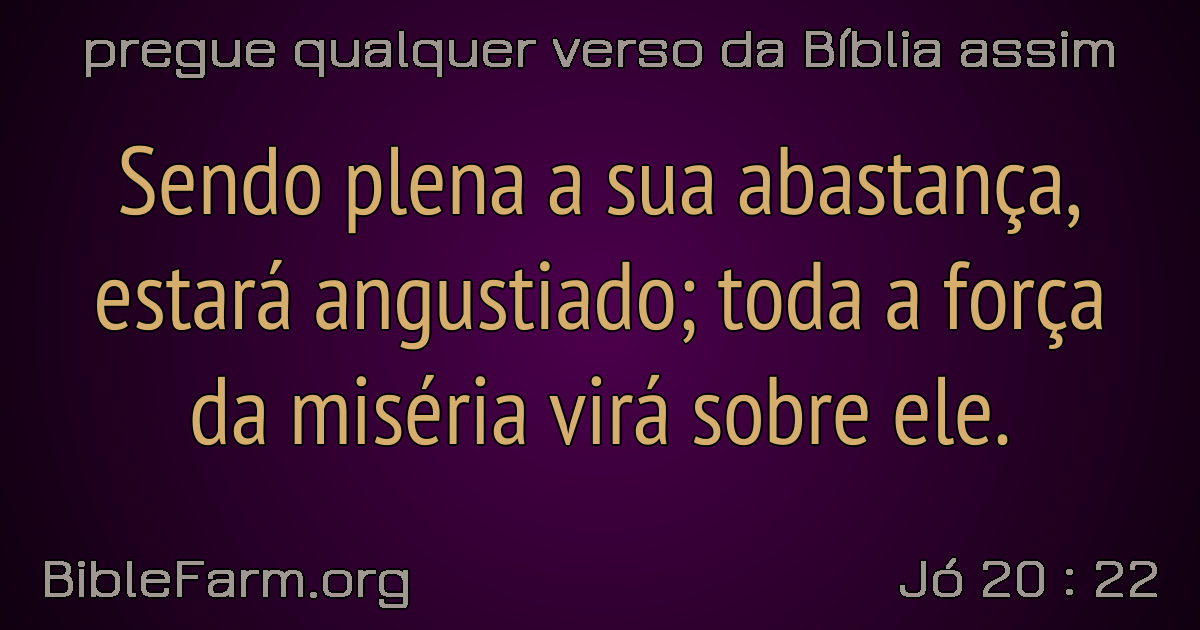 pregue qualquer verso da Bíblia assim
Sendo plena a sua abastança,
estará angustiado; toda a força
da miséria virá sobre ele.
BibleFarm.org
Jó 20 : 22